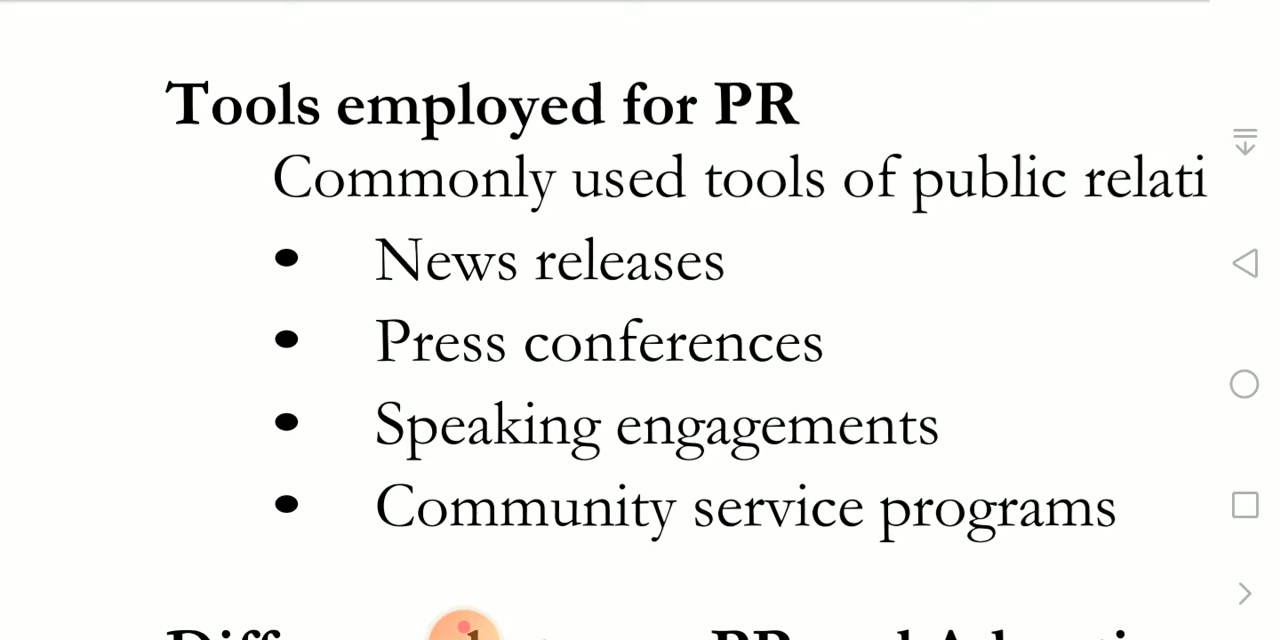 Tools employed for PR
Commonly used tools of public relati
• News releases
• Press conferences
• Speaking engagements
• Community service programs
PR